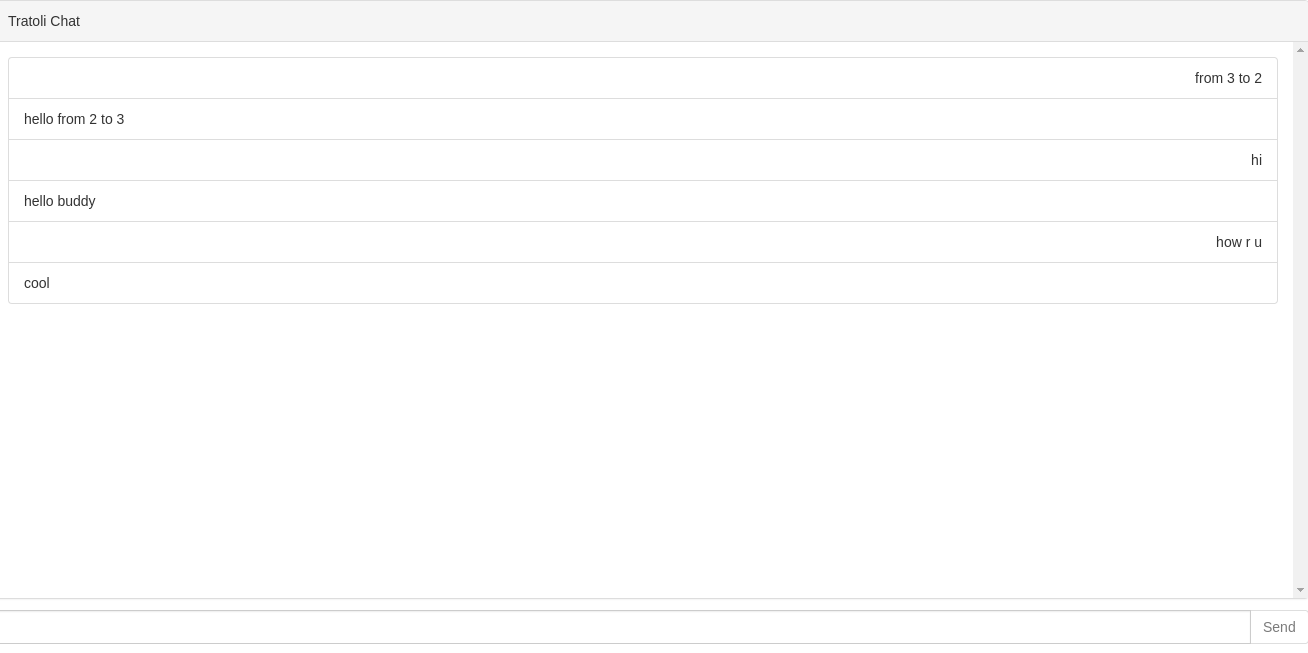 Tratoli Chat
from 3 to 2
hello from 2 to 3
hi
hello buddy
how r u
cool
Send